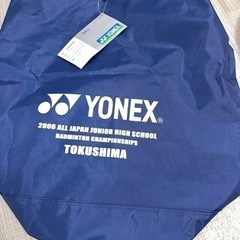 YONEX
2006 ALL JAPAN JUNIOR HIGH SCHOOL
BADMINTON CHAMPIONSHIPS
TOKUSHIMA